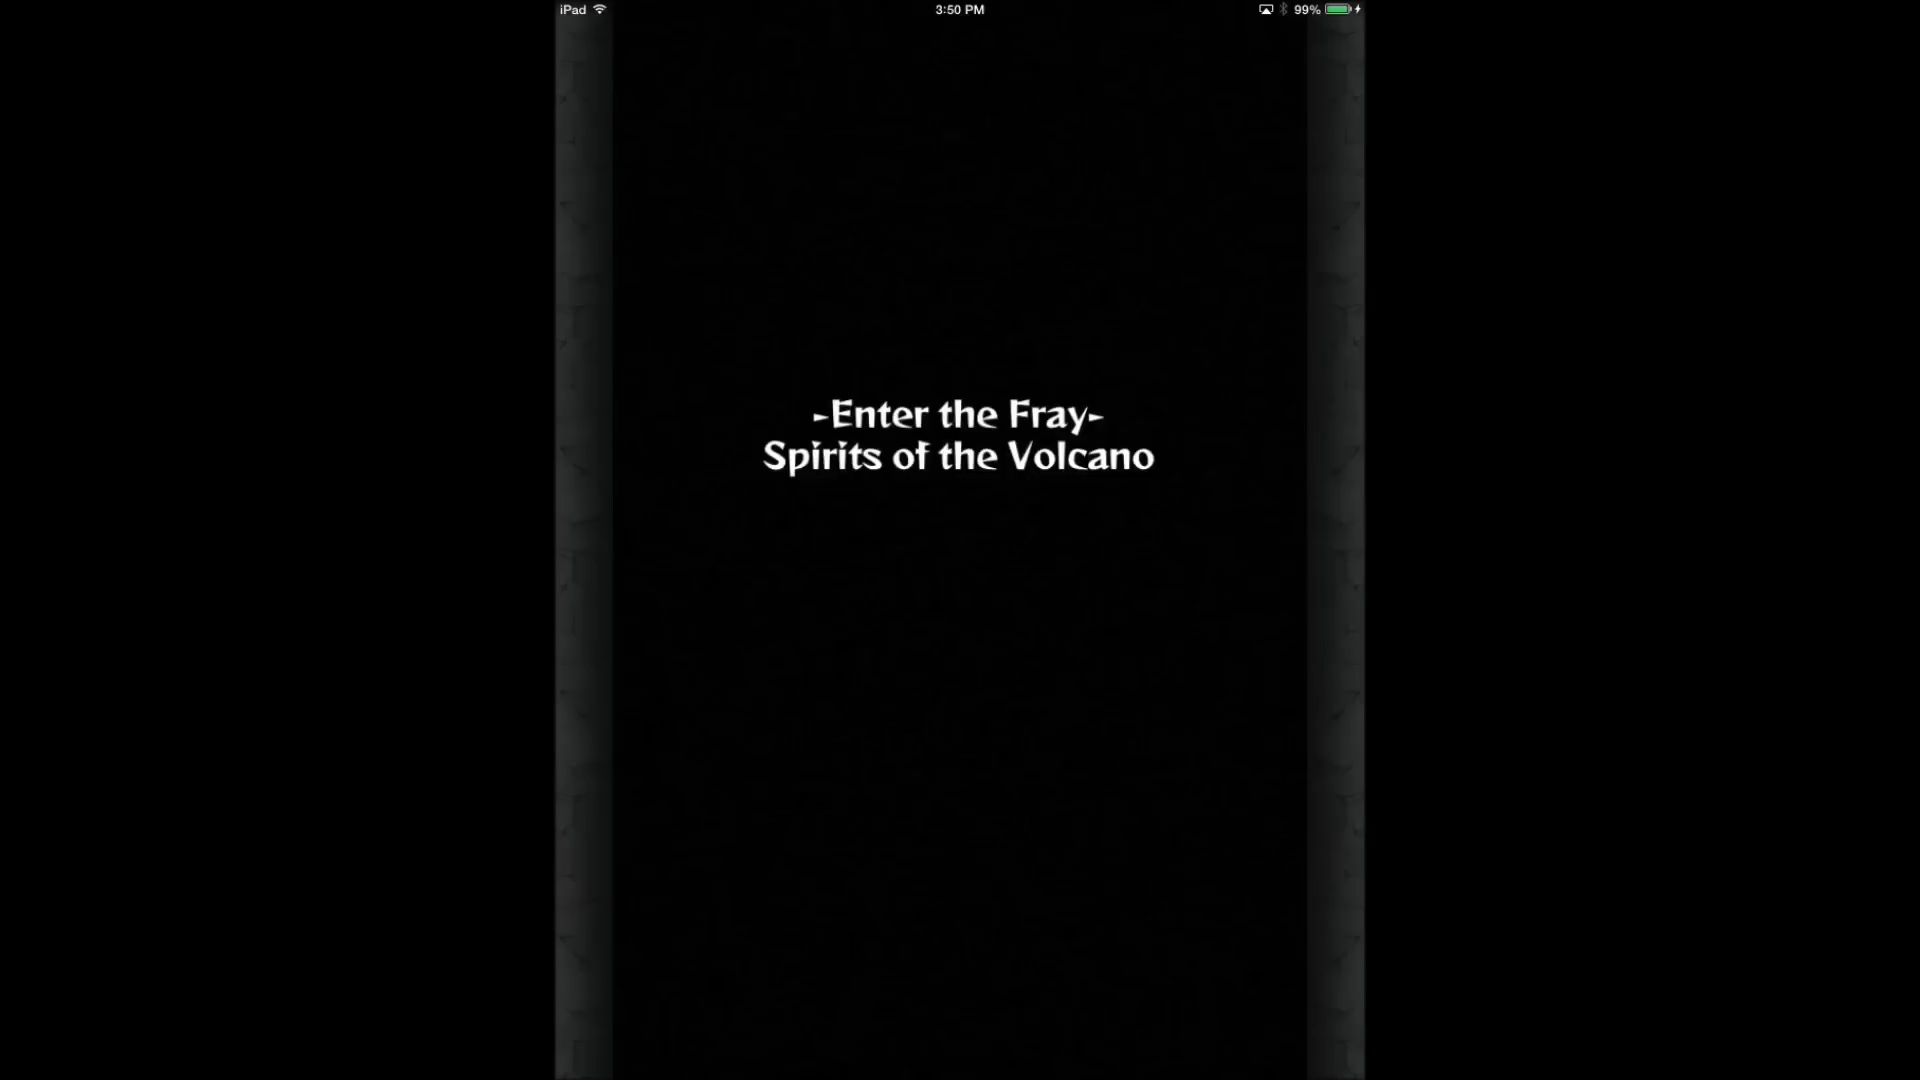 iPad 3:50 PM 99%
-Enter the Fray-
Spirits of the Volcano